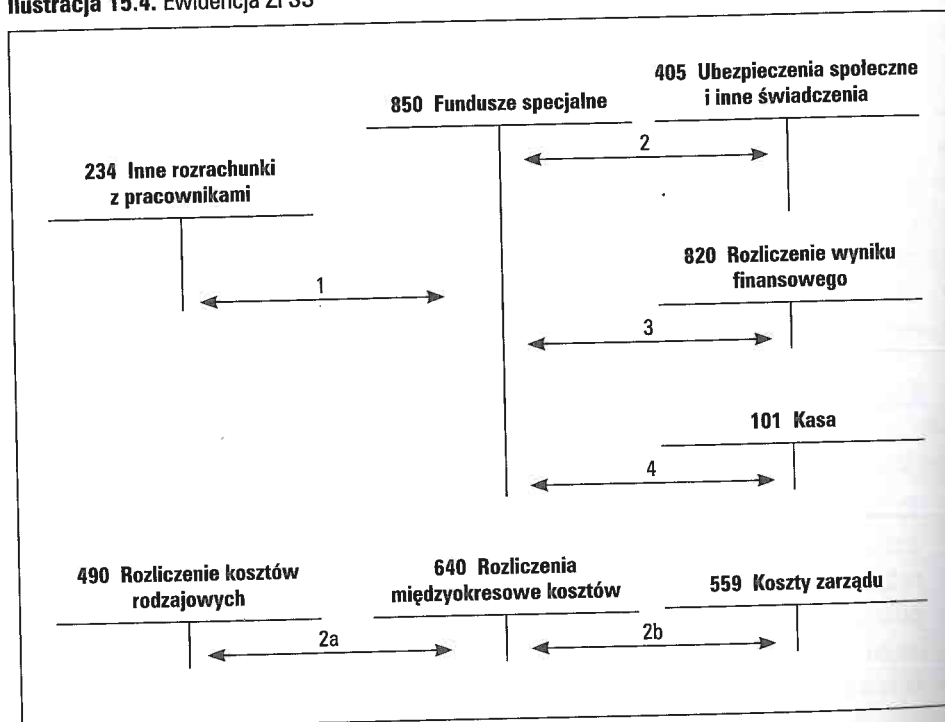 Ilustracja 15.4. Ewidencja ZFŚS
405 Ubezpieczenia społeczne
i inne świadczenia
850 Fundusze specjalne
2
234 Inne rozrachunki
z pracownikami
820 Rozliczenie wyniku
finansowego
1
3
101 Kasa
4
490 Rozliczenie kosztów
rodzajowych
640 Rozliczenia
międzyokresowe kosztów
559 Koszty zarządu
2a
2b